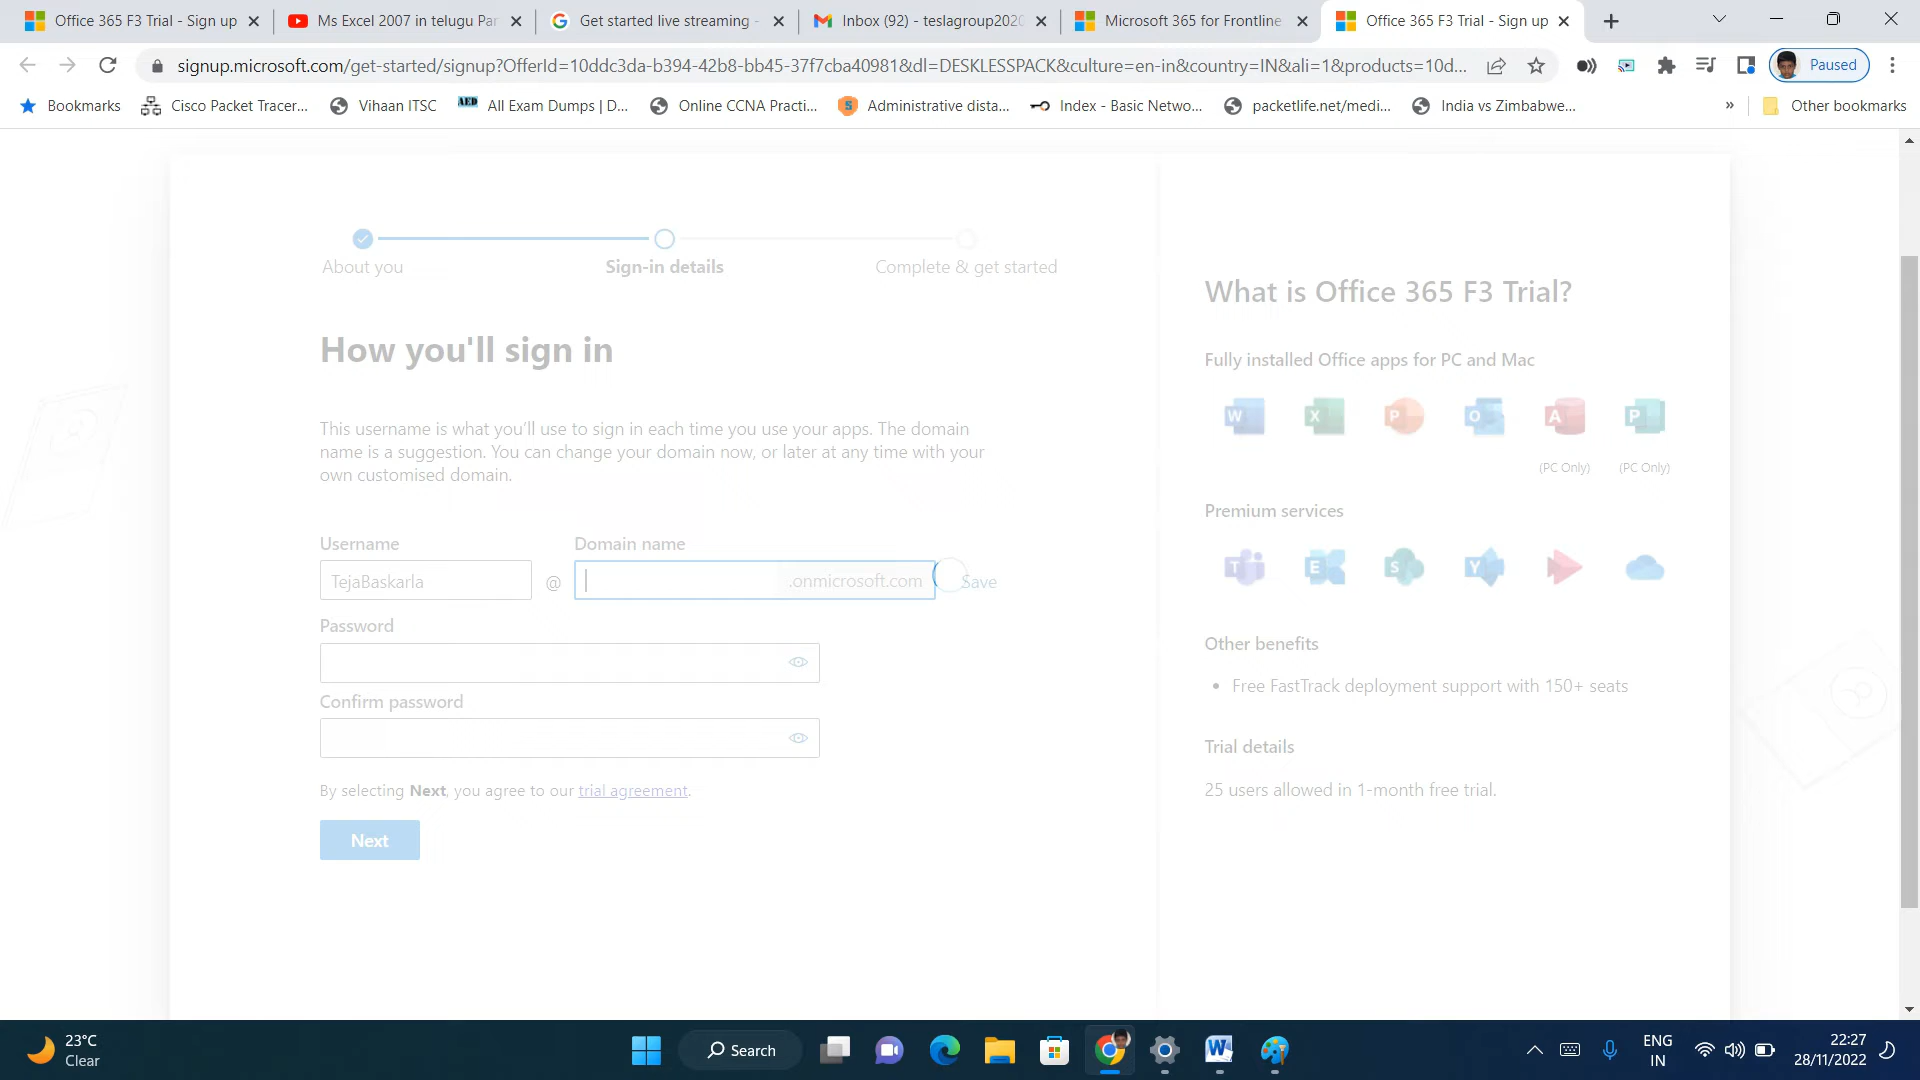 Office 365 F3 Trial - Sign up
Ms Excel 2007 in telugu Par
Get started live streaming -
Inbox (92) - teslagroup2020
Microsoft 365 for Frontline
Office 365 F3 Trial - Sign up
signup.microsoft.com/get-started/signup?OfferId=10ddc3da-b394-42b8-bb45-37f7cba40981&dl=DESKLESSPACK&culture=en-in&country=IN&ali=1&products=10d...
Paused
Bookmarks
Cisco Packet Tracer...
Vihaan ITSC
AED
All Exam Dumps | D...
Online CCNA Practi...
Administrative dista...
Index - Basic Netwo...
packetlife.net/medi...
India vs Zimbabwe...
»
Other bookmarks
About you
Sign-in details
Complete & get started
How you'll sign in
This username is what you'll use to sign in each time you use your apps. The domain
name is a suggestion. You can change your domain now, or later at any time with your
own customised domain.
Username
Domain name
TejaBaskarla
@
.onmicrosoft.com
Save
Password
Confirm password
By selecting Next, you agree to our trial agreement.
Next
What is Office 365 F3 Trial?
Fully installed Office apps for PC and Mac
W
X
P
O
A
P
(PC Only)
(PC Only)
Premium services
T
E
S
Y
Other benefits
• Free FastTrack deployment support with 150+ seats
Trial details
25 users allowed in 1-month free trial.
23°C
Clear
Search
W
ENG
IN
22:27
28/11/2022